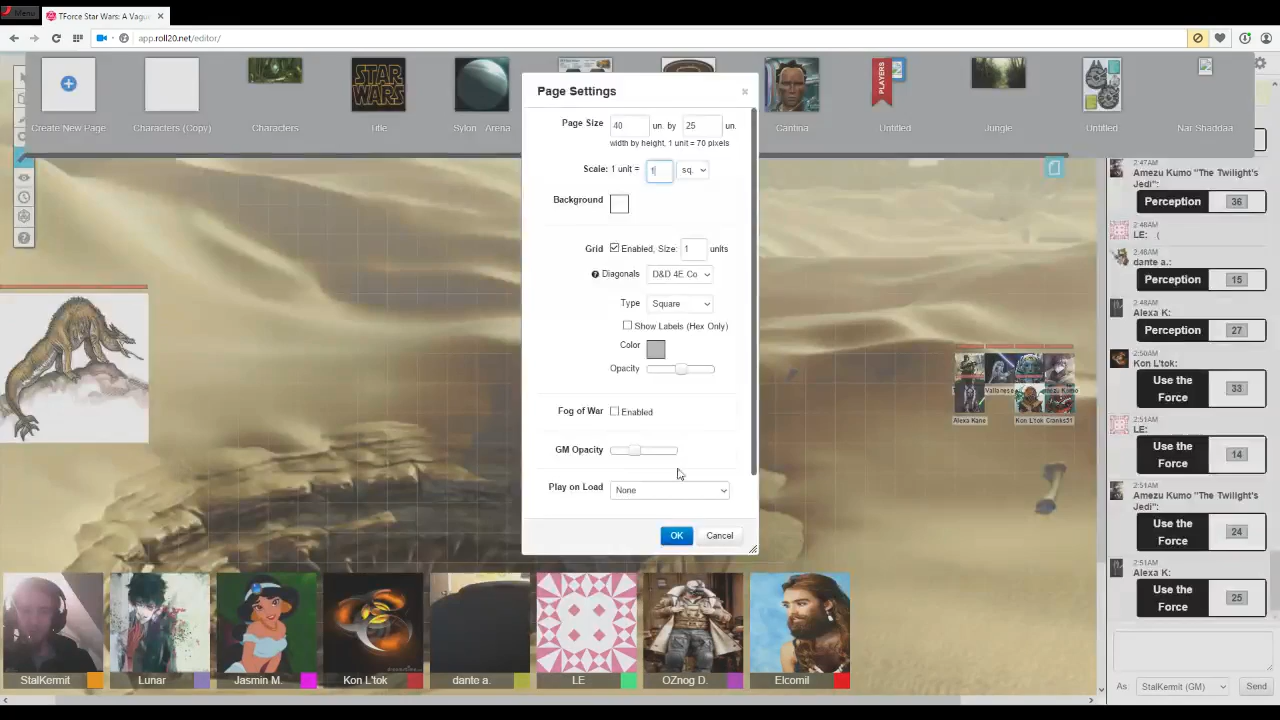 Menu
TForce Star Wars: A Vagu
app.roll20.net/editor/
STAR WARS
PLAYERS
Create New Page
Characters (Copy)
Characters
Title
Sylon _Arena
Cantina
Untitled
Jungle
Untitled
Nar Shaddaa
Page Settings
Page Size
40
un. by
25
un.
width by height, 1 unit = 70 pixels
Scale: 1 unit =
1
sq.
Background
Grid
Enabled, Size:
1
units
Diagonals
D&D 4E Co
Type
Square
Show Labels (Hex Only)
Color
Opacity
Fog of War
Enabled
GM Opacity
Play on Load
None
OK
Cancel
Alexa Kane
Kon L'tok
2:47AM
Amezu Kumo "The Twilight's
Jedi":
Perception
36
2:48AM
LE: (
2:48AM
dante a.:
Perception
15
2:48AM
Alexa K:
Perception
27
2:50AM
Kon L'tok:
Use the
Force
33
2:51AM
LE:
Use the
Force
14
2:51AM
Amezu Kumo "The Twilight's
Jedi":
Use the
Force
24
2:51AM
Alexa K:
Use the
Force
25
As:
StalKermit (GM)
Send
StalKermit
Lunar
Jasmin M.
Kon L'tok
dante a.
LE
OZnog D.
Elcomil